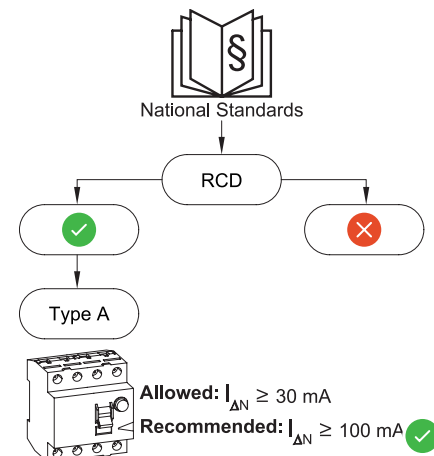 §
National Standards
RCD
Type A
Allowed: IΔN ≥ 30 mA
Recommended: IΔN ≥ 100 mA